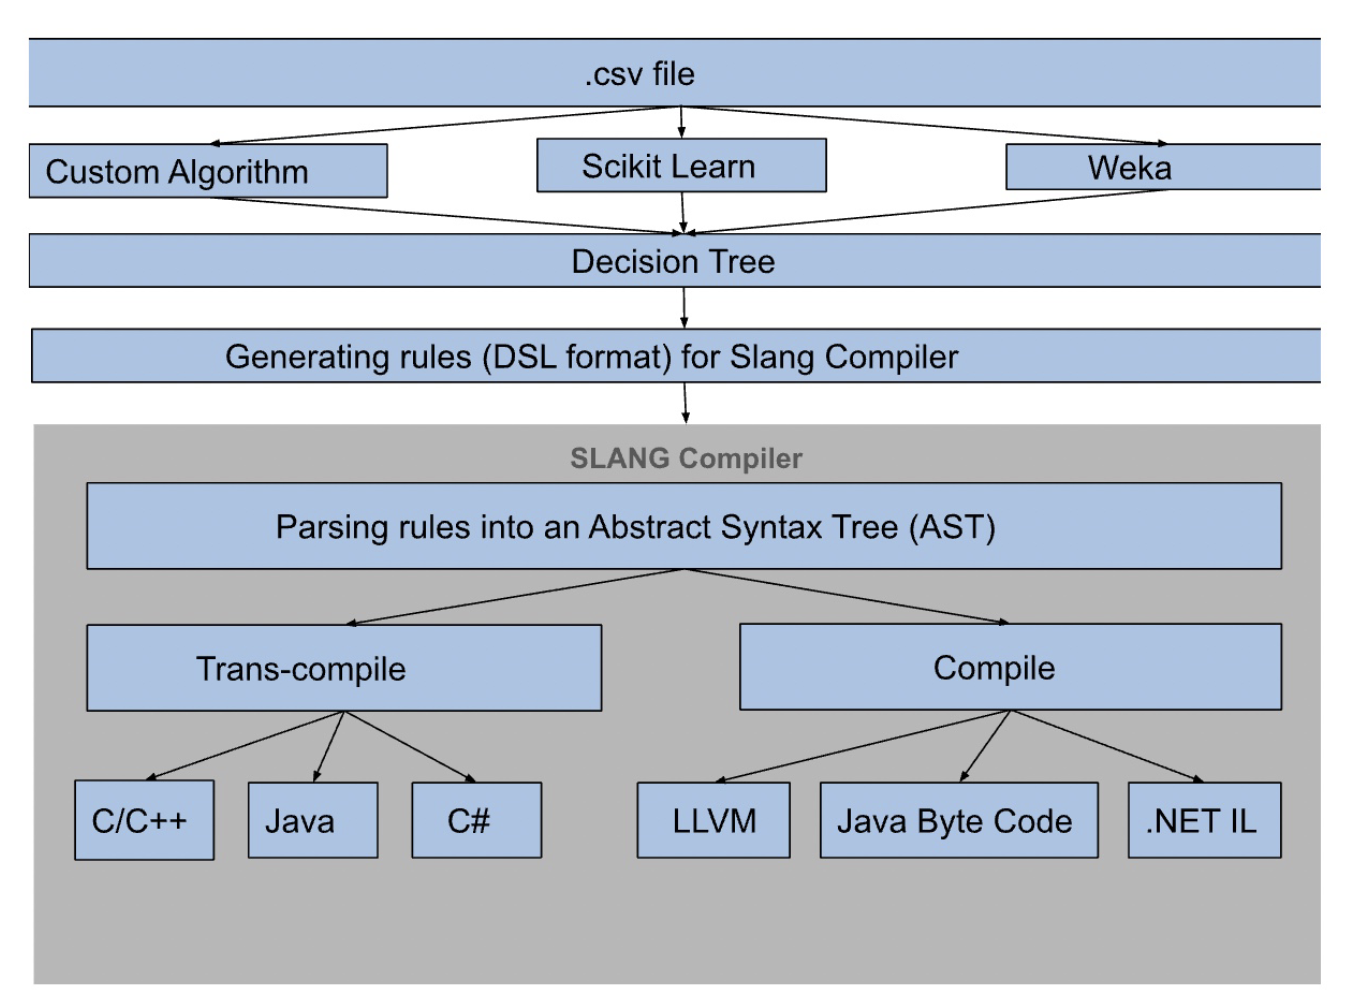 .csv file
Custom Algorithm
Scikit Learn
Weka
Decision Tree
Generating rules (DSL format) for Slang Compiler
SLANG Compiler
Parsing rules into an Abstract Syntax Tree (AST)
Trans-compile
Compile
C/C++
Java
C#
LLVM
Java Byte Code
.NET IL